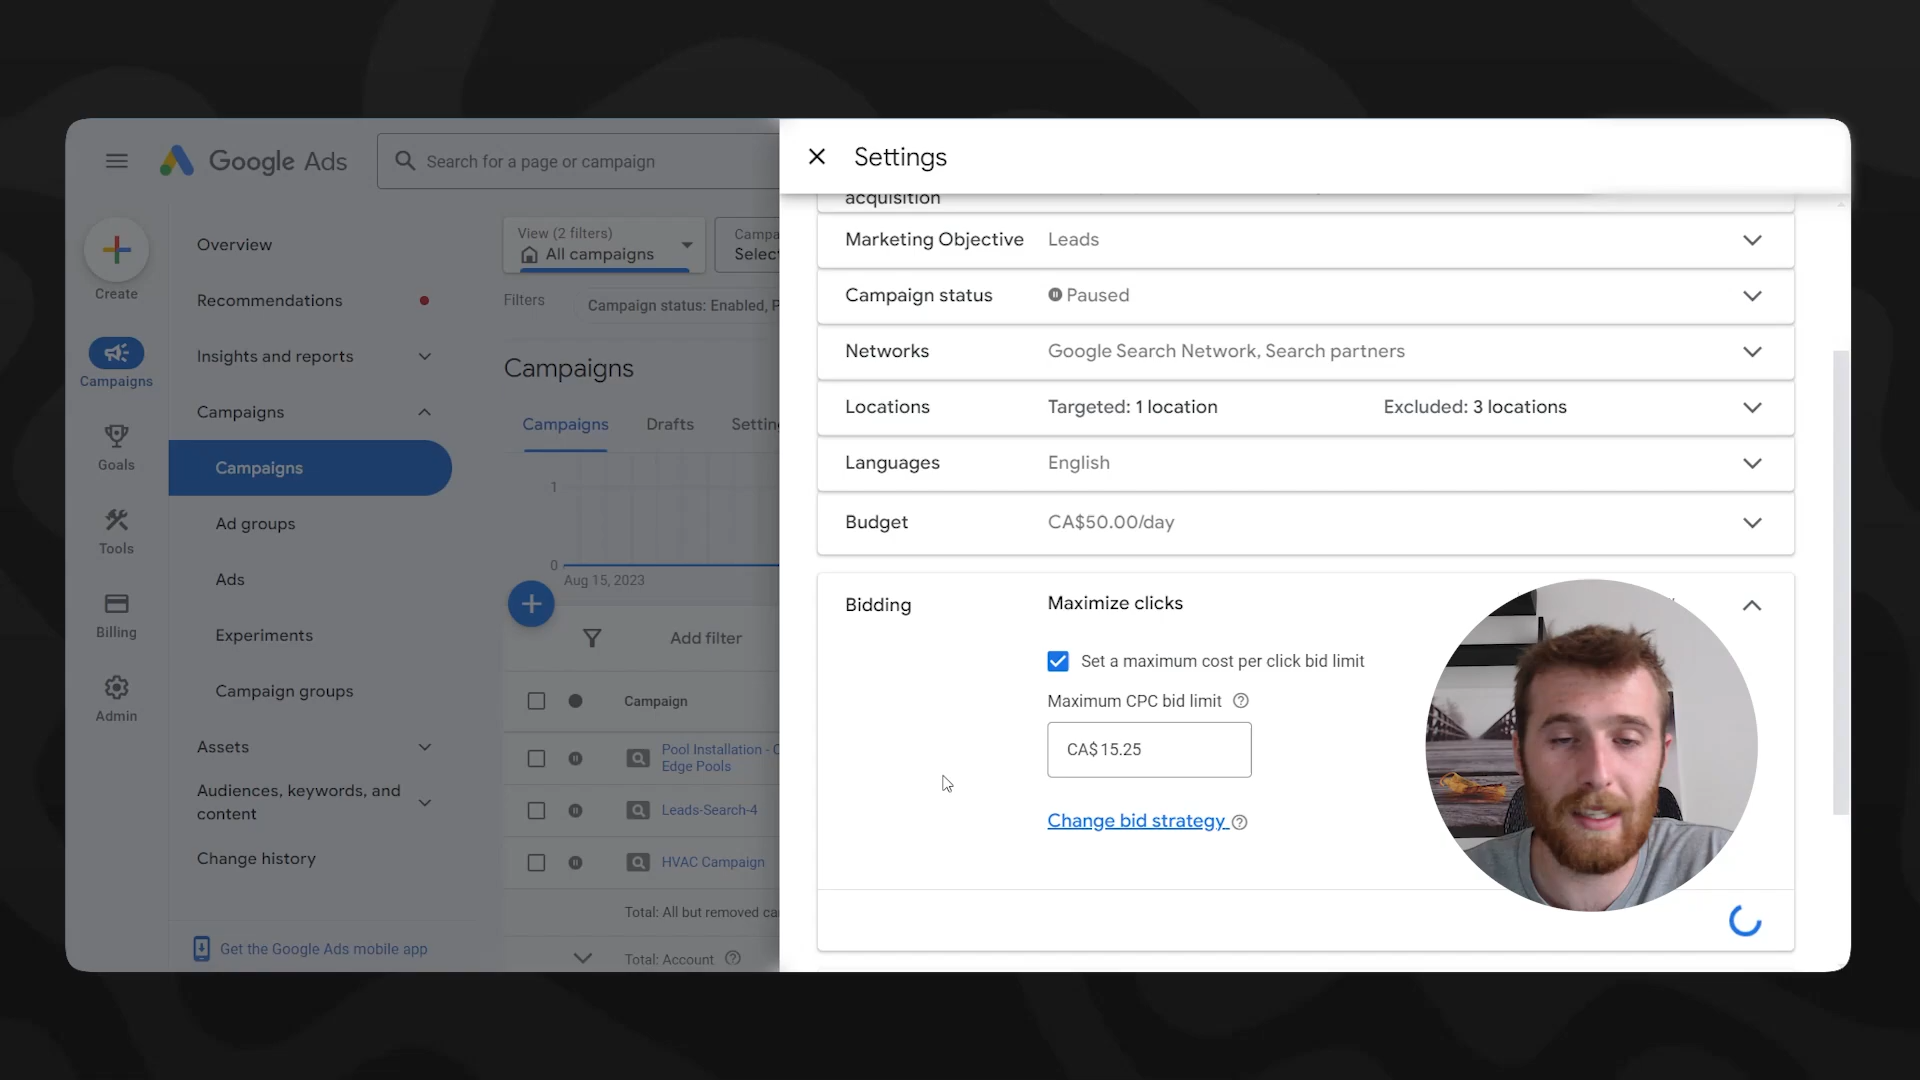 Google Ads
Search for a page or campaign
Create
Campaigns
Goals
Tools
Billing
Admin
Overview
Recommendations
Insights and reports
Campaigns
Campaigns
Ad groups
Ads
Experiments
Campaign groups
Assets
Audiences, keywords, and
content
Change history
Get the Google Ads mobile app
View (2 filters)
All campaigns
Campa
Selec
Filters
Campaign status: Enabled, P
Campaigns
Campaigns Drafts Settin
1
0
Aug 15, 2023
Add filter
Campaign
Pool Installation - C
Edge Pools
Leads-Search-4
HVAC Campaign
Total: All but removed ca
Total: Account
Settings
acquisition
Marketing Objective Leads
Campaign status Paused
Networks Google Search Network, Search partners
Locations Targeted: 1 location Excluded: 3 locations
Languages English
Budget CA$50.00/day
Bidding Maximize clicks
Set a maximum cost per click bid limit
Maximum CPC bid limit
CA$ 15.25
Change bid strategy